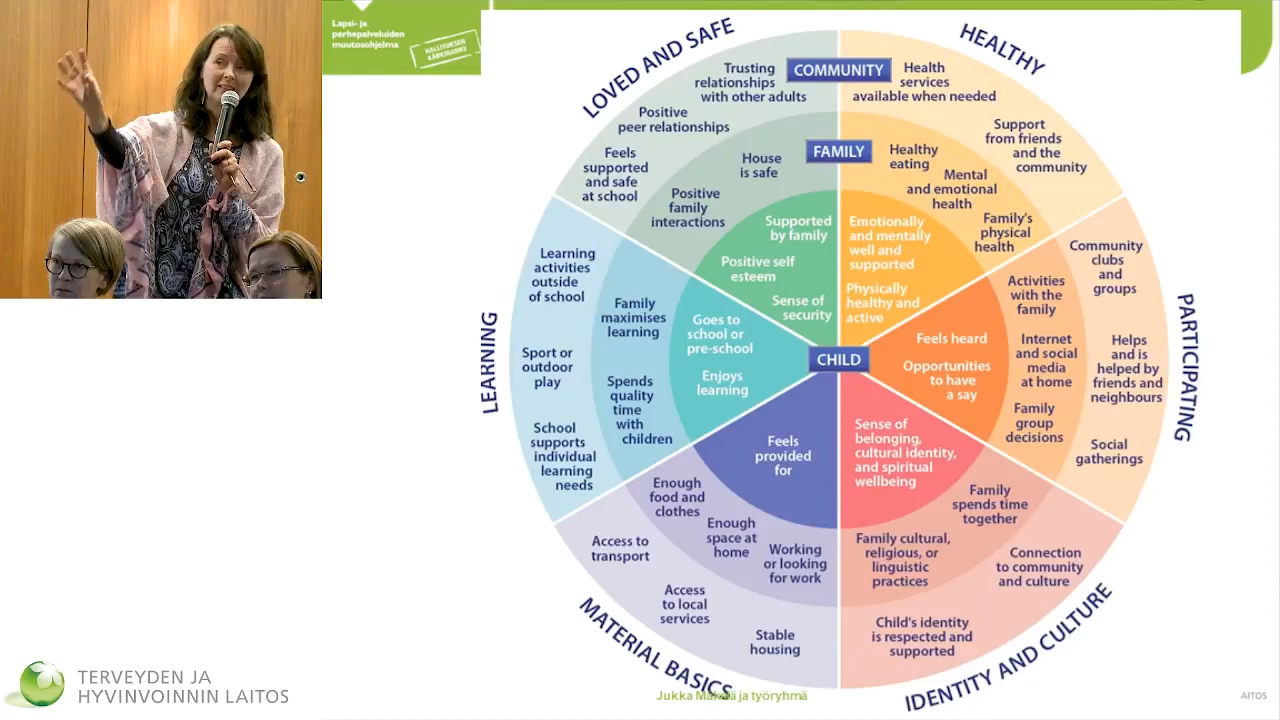 Lapsi- ja
perhepalveluiden
muutosohjelma
HALLITUKSEN
KÄRKIHANKE
LOVED AND SAFE
HEALTHY
COMMUNITY
Trusting
relationships
with other adults
Positive
peer relationships
Feels
supported
and safe
at school
Health
services
available when needed
Support
from friends
and the
community
FAMILY
House
is safe
Positive
family
interactions
Healthy
eating
Mental
and emotional
health
Family's
physical
health
Supported
by family
Positive self
esteem
Sense of
security
Emotionally
and mentally
well and
supported
Physically
healthy and
active
LEARNING
Learning
activities
outside
of school
Sport or
outdoor
play
School
supports
individual
learning
needs
Family
maximises
learning
Spends
quality
time
with
children
Goes to
school or
pre-school
Enjoys
learning
CHILD
Feels heard
Opportunities
to have
a say
Activities
with the
family
Internet
and social
media
at home
Family
group
decisions
Community
clubs
and
groups
Helps
and is
helped by
friends and
neighbours
Social
gatherings
PARTICIPATING
Feels
provided
for
Enough
food and
clothes
Enough
space at
home
Working
or looking
for work
Access to
transport
Access
to local
services
Stable
housing
MATERIAL BASICS
Sense of
belonging,
cultural identity,
and spiritual
wellbeing
Family
spends time
together
Family cultural,
religious, or
linguistic
practices
Connection
to community
and culture
Child's identity
is respected and
supported
IDENTITY AND CULTURE
TERVEYDEN JA
HYVINVOINNIN LAITOS
Jukka Mäkelä ja työryhmä
AITOS